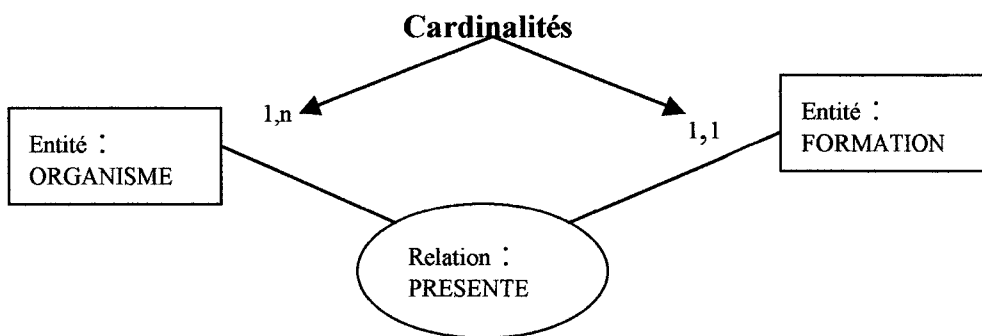 Cardinalités
1,n
1,1
Entité :
ORGANISME
Entité :
FORMATION
Relation :
PRESENTE